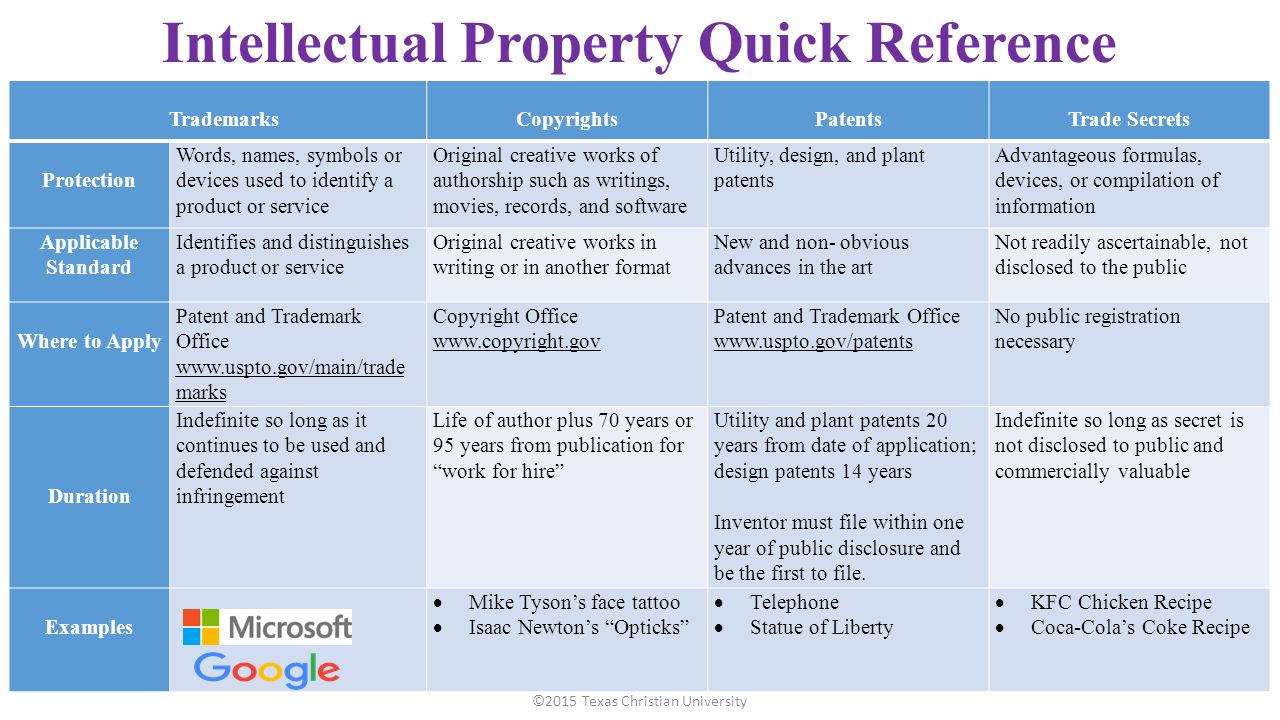 Intellectual Property Quick Reference
Trademarks
Copyrights
Patents
Trade Secrets
Protection
Words, names, symbols or
devices used to identify a
product or service
Original creative works of
authorship such as writings,
movies, records, and software
Utility, design, and plant
patents
Advantageous formulas,
devices, or compilation of
information
Applicable
Standard
Identifies and distinguishes
a product or service
Original creative works in
writing or in another format
New and non- obvious
advances in the art
Not readily ascertainable, not
disclosed to the public
Where to Apply
Patent and Trademark
Office
www.uspto.gov/main/trade
marks
Copyright Office
www.copyright.gov
Patent and Trademark Office
www.uspto.gov/patents
No public registration
necessary
Duration
Indefinite so long as it
continues to be used and
defended against
infringement
Life of author plus 70 years or
95 years from publication for
“work for hire”
Utility and plant patents 20
years from date of application;
design patents 14 years
Inventor must file within one
year of public disclosure and
be the first to file.
Indefinite so long as secret is
not disclosed to public and
commercially valuable
Examples
Microsoft
Google
• Mike Tyson’s face tattoo
• Isaac Newton’s “Opticks”
• Telephone
• Statue of Liberty
• KFC Chicken Recipe
• Coca-Cola’s Coke Recipe
©2015 Texas Christian University